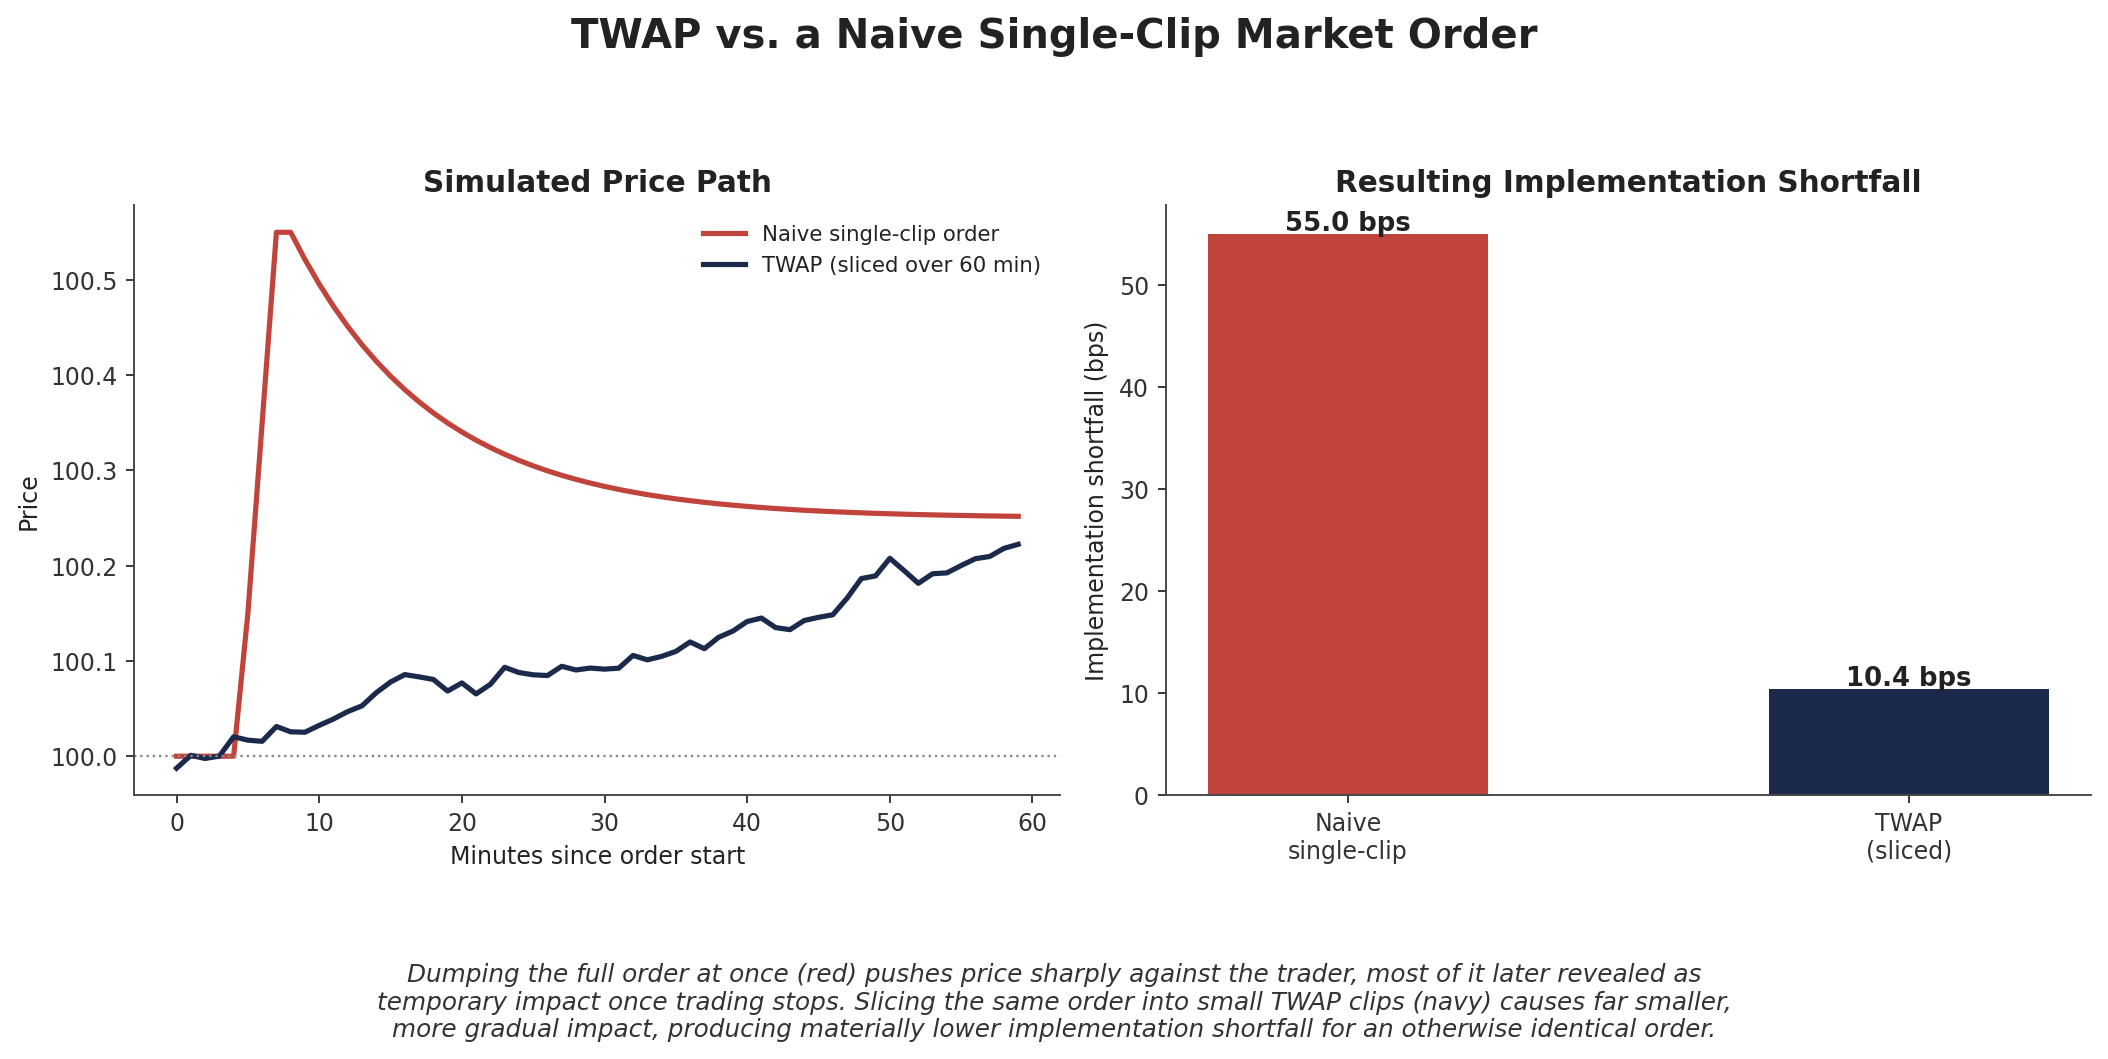 TWAP vs. a Naive Single-Clip Market Order
Simulated Price Path
Naive single-clip order
TWAP (sliced over 60 min)
Price
100.5
100.4
100.3
100.2
100.1
100.0
0 10 20 30 40 50 60
Minutes since order start
Resulting Implementation Shortfall
Implementation shortfall (bps)
50
40
30
20
10
0
55.0 bps
10.4 bps
Naive
single-clip
TWAP
(sliced)
Dumping the full order at once (red) pushes price sharply against the trader, most of it later revealed as
temporary impact once trading stops. Slicing the same order into small TWAP clips (navy) causes far smaller,
more gradual impact, producing materially lower implementation shortfall for an otherwise identical order.